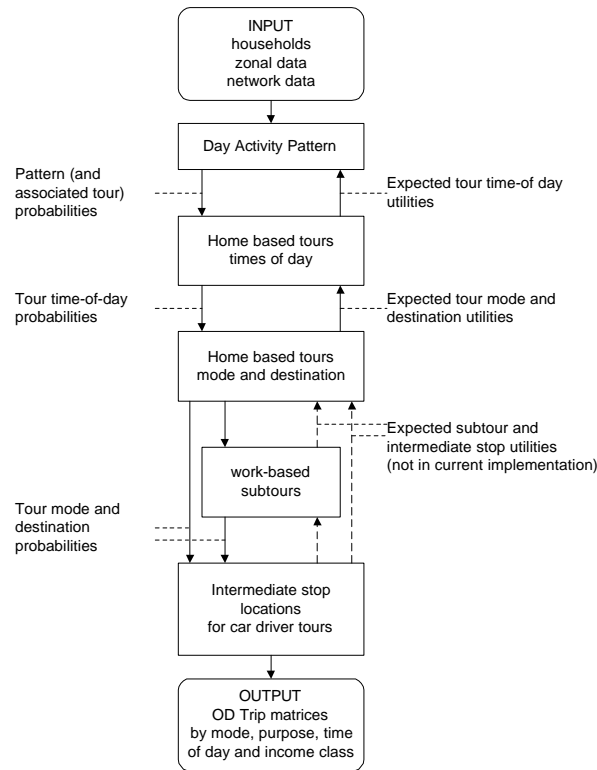 INPUT
households
zonal data
network data
Day Activity Pattern
Pattern (and
associated tour)
probabilities
Expected tour time-of day
utilities
Home based tours
times of day
Tour time-of-day
probabilities
Expected tour mode and
destination utilities
Home based tours
mode and destination
Expected subtour and
intermediate stop utilities
(not in current implementation)
work-based
subtours
Tour mode and
destination
probabilities
Intermediate stop
locations
for car driver tours
OUTPUT
OD Trip matrices
by mode, purpose, time
of day and income class